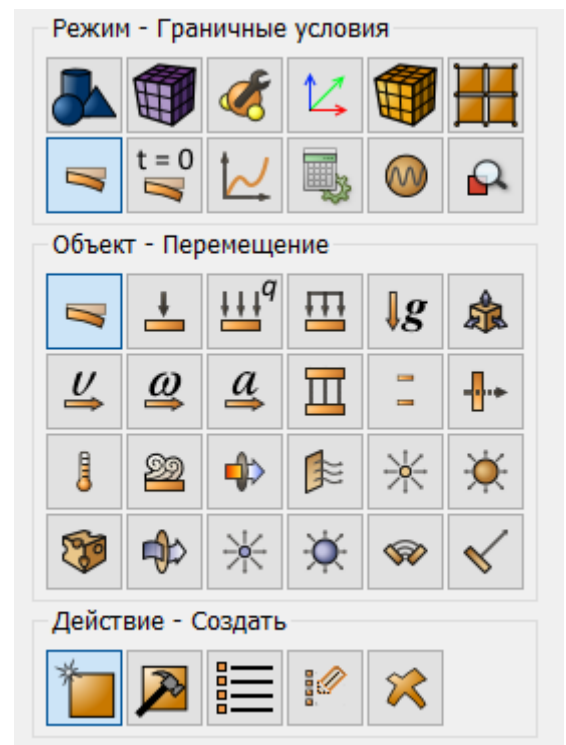 Режим - Граничные условия
t = 0
Объект - Перемещение
q
g
υ ω a
Действие - Создать